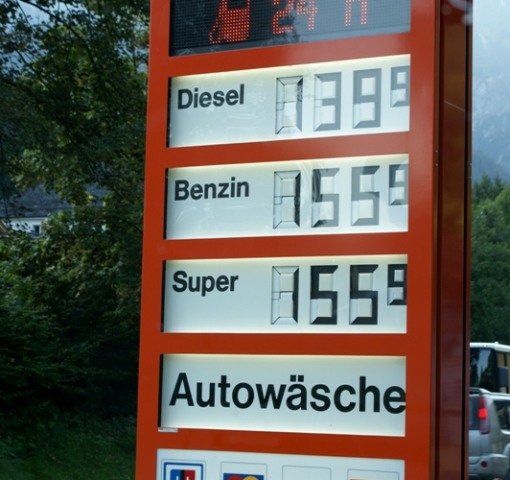 24 H
Diesel 1399
Benzin 1559
Super 1559
Autowäsche